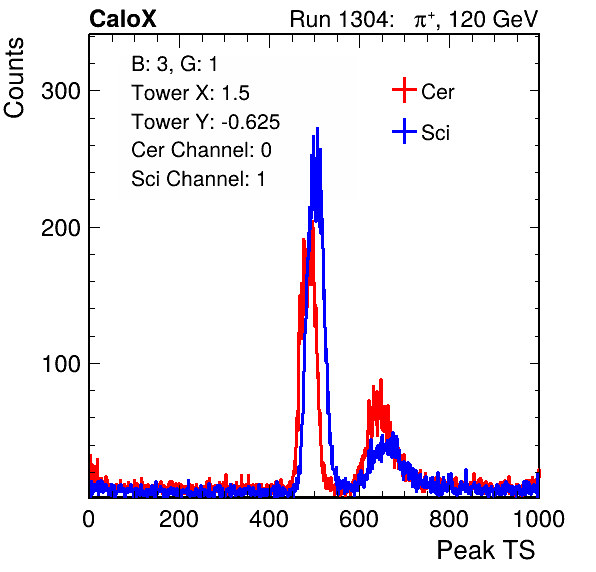 CaloX Run 1304: π⁺, 120 GeV
Counts
B: 3, G: 1
Tower X: 1.5
Tower Y: -0.625
Cer Channel: 0
Sci Channel: 1
Cer
Sci
300
200
100
0 200 400 600 800 1000
Peak TS